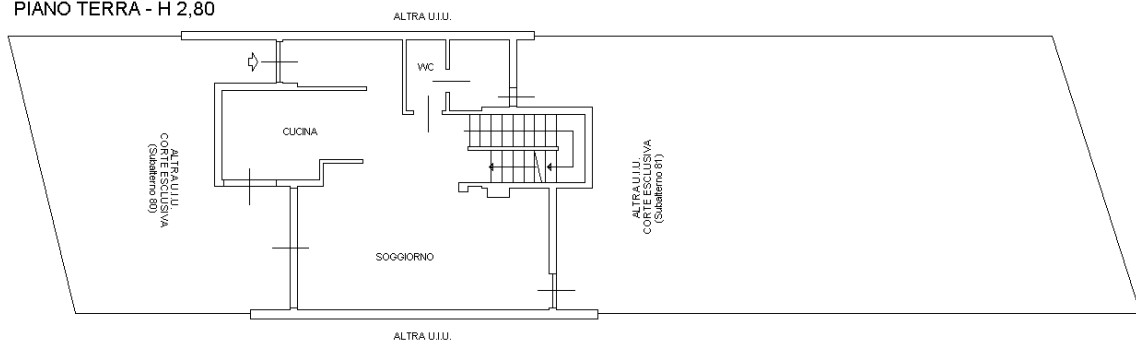 PIANO TERRA - H 2,80
ALTRA U.I.U.
WC
CUCINA
ALTRA U.I.U.
CORTE ESCLUSIVA
(Subalterno 80)
ALTRA U.I.U.
CORTE ESCLUSIVA
(Subalterno 81)
SOGGIORNO
ALTRA U.I.U.